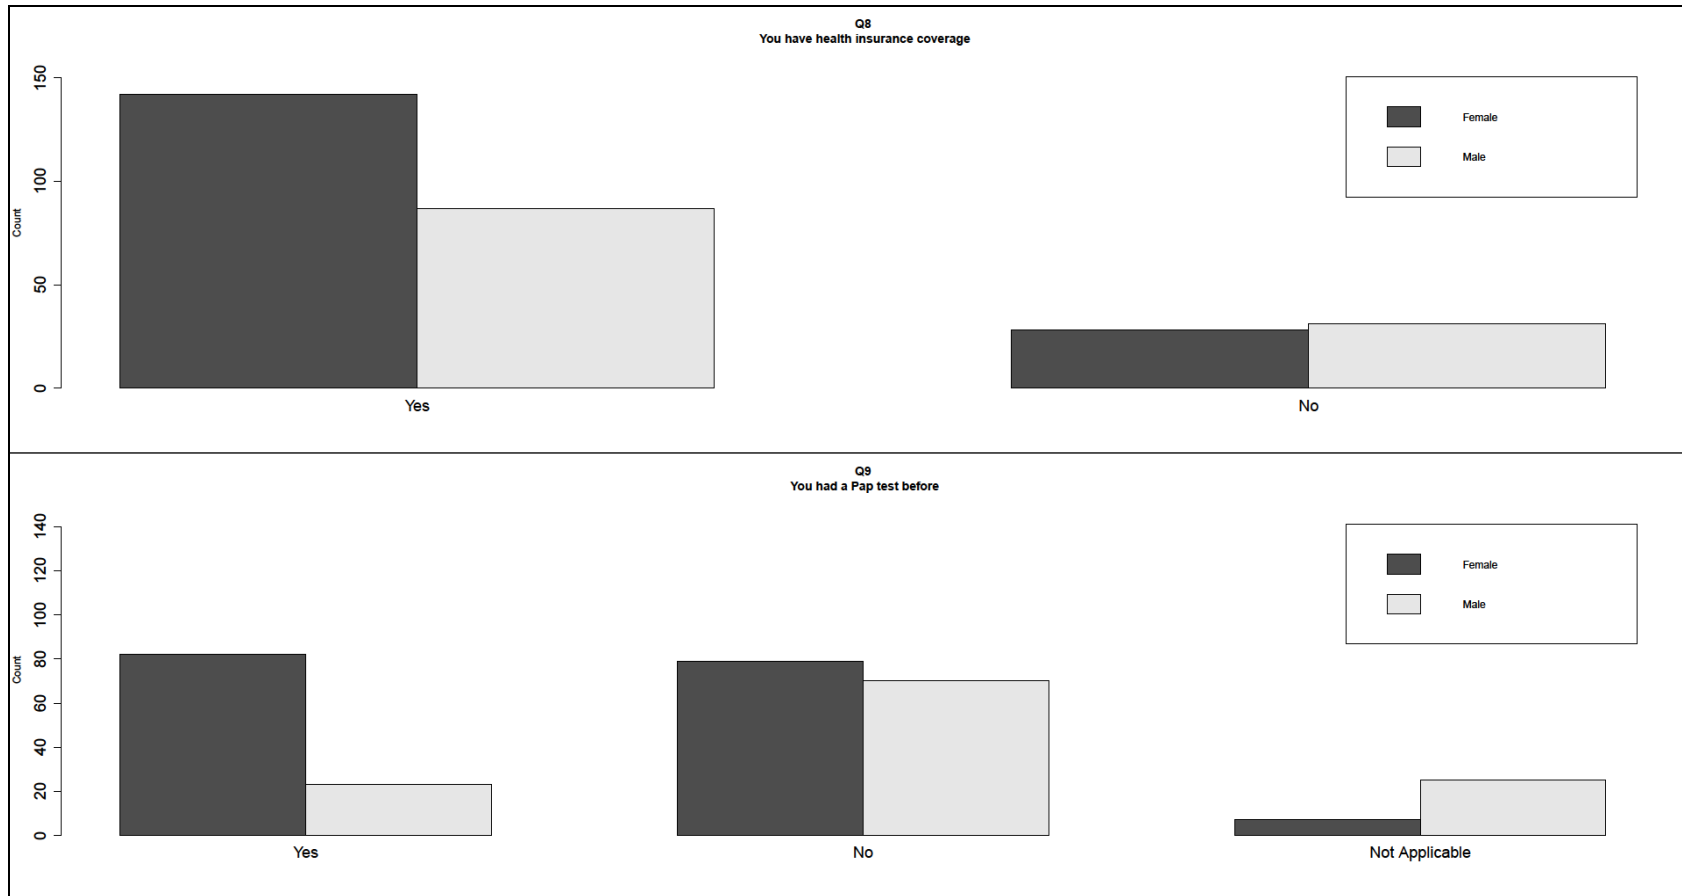 Q8
You have health insurance coverage
150
100
50
0
Count
Female
Male
Yes
No
Q9
You had a Pap test before
140
120
100
80
60
40
20
0
Count
Female
Male
Yes
No
Not Applicable